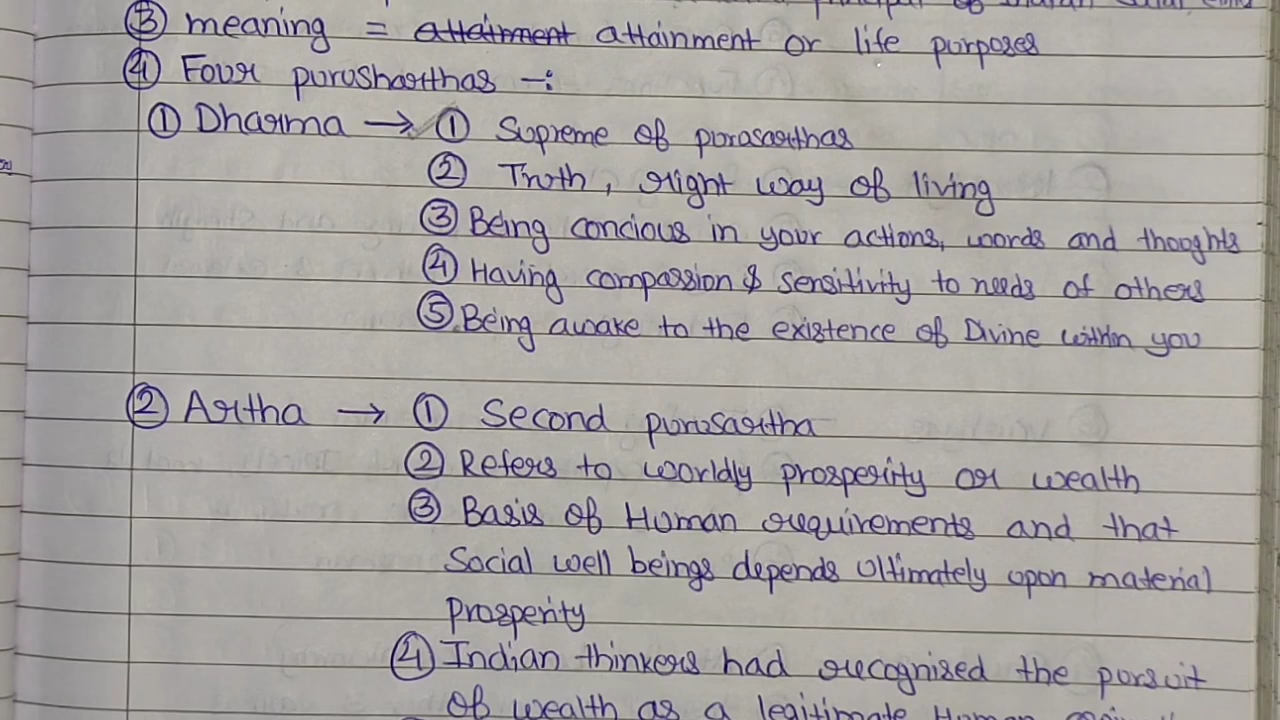 ③ meaning = attainment attainment or life purposes
④ Four purusharthas -:
① Dharma → ① Supreme of purasarthas
② Truth, right way of living
③ Being concious in your actions, words and thoughts
④ Having compassion & sensitivity to needs of others
⑤ Being awake to the existence of Divine within you
② Artha → ① Second purusartha
② Refers to worldly prosperity or wealth
③ Basis of Human requirements and that
Social well beings depends ultimately upon material
prosperity
④ Indian thinkers had recognised the pursuit
of wealth as a legitimate Human